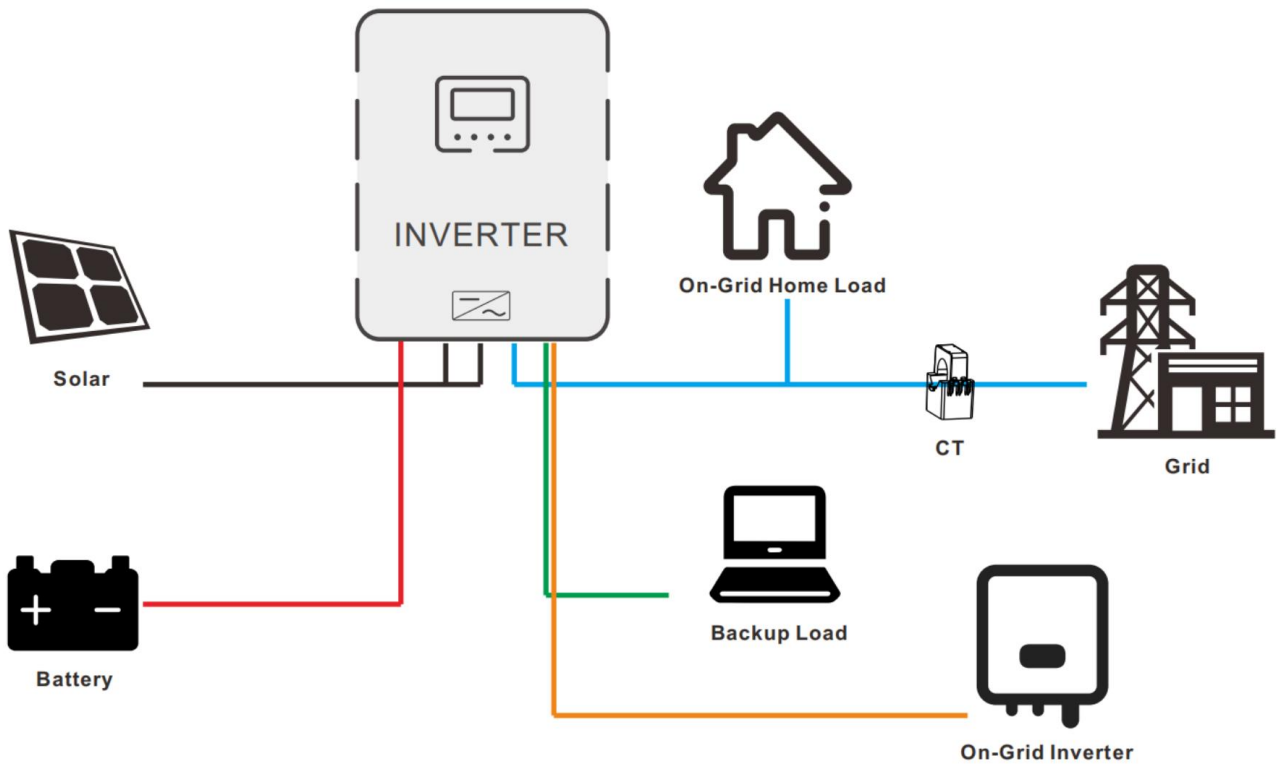 INVERTER
On-Grid Home Load
Solar
CT
Grid
Backup Load
Battery
On-Grid Inverter